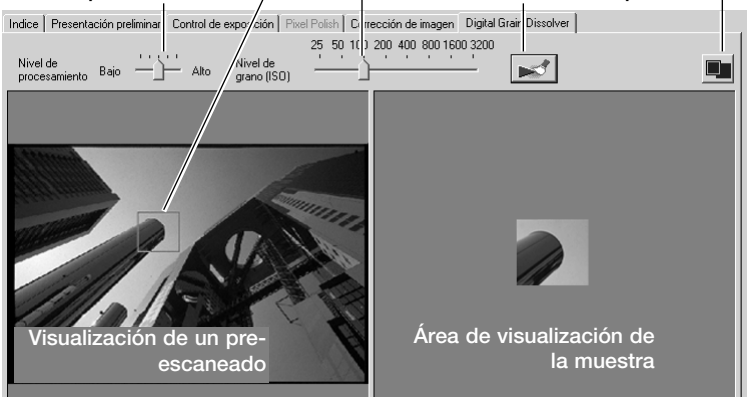 Indice Presentación preliminar Control de exposición Pixel Polish Corrección de imagen Digital Grain Dissolver
25 50 100 200 400 800 1600 3200
Nivel de procesamiento Bajo Alto Nivel de grano (ISO)
Visualización de un pre-
escaneado
Área de visualización de
la muestra